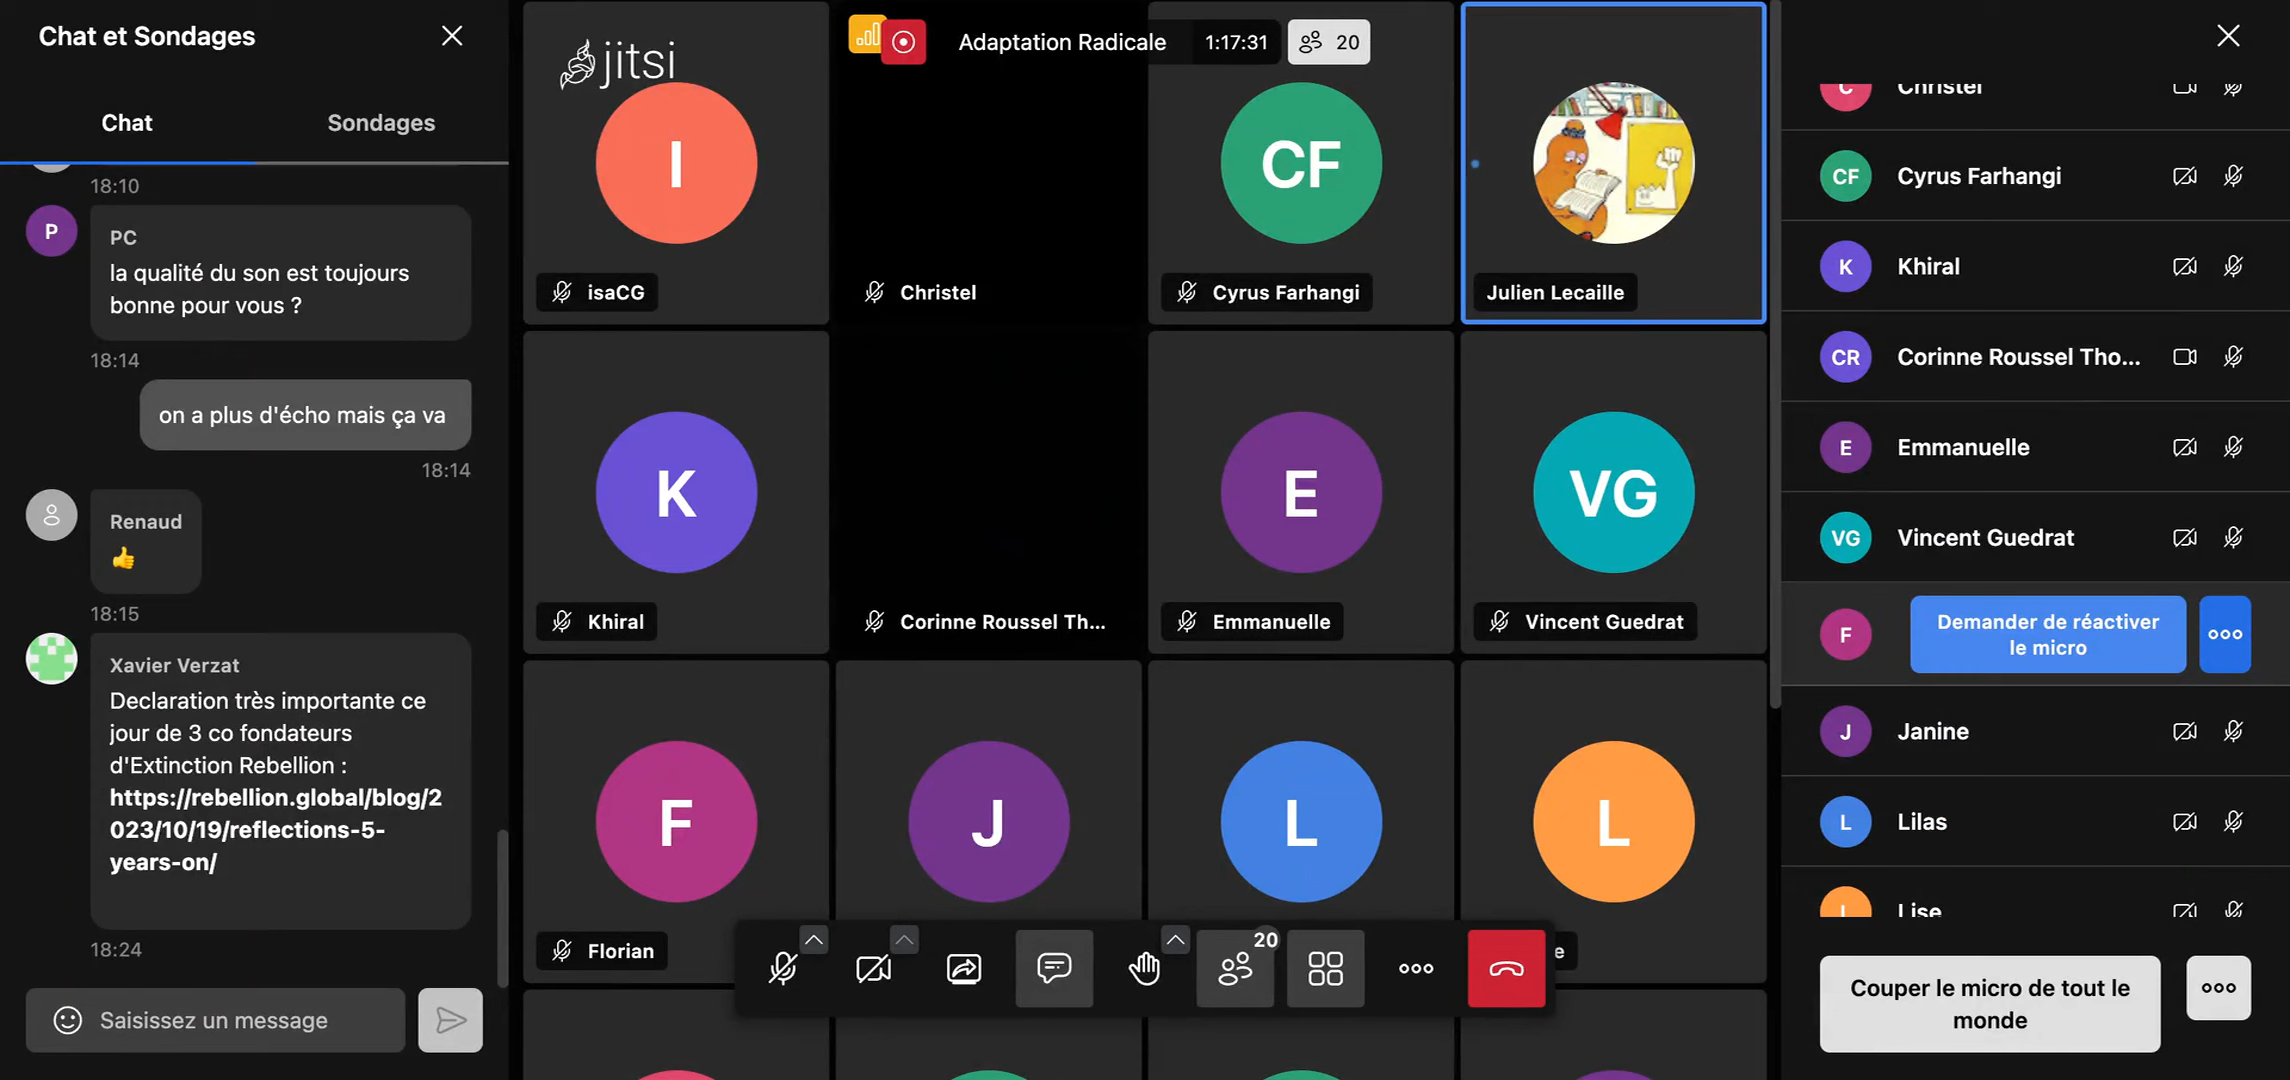 Chat et Sondages
Chat
Sondages
18:10
P
PC
la qualité du son est toujours
bonne pour vous ?
18:14
on a plus d'écho mais ça va
18:14
Renaud
👍
18:15
Xavier Verzat
Declaration très importante ce
jour de 3 co fondateurs
d'Extinction Rebellion :
https://rebellion.global/blog/2
023/10/19/reflections-5-
years-on/
18:24
Saisissez un message
jitsi
Adaptation Radicale
1:17:31
20
I
isaCG
Christel
CF
Cyrus Farhangi
Julien Lecaille
K
Khiral
Corinne Roussel Th...
E
Emmanuelle
VG
Vincent Guedrat
F
Florian
J
L
L
e
20
C
Christel
CF
Cyrus Farhangi
K
Khiral
CR
Corinne Roussel Tho...
E
Emmanuelle
VG
Vincent Guedrat
F
Demander de réactiver
le micro
J
Janine
L
Lilas
L
Lise
Couper le micro de tout le
monde